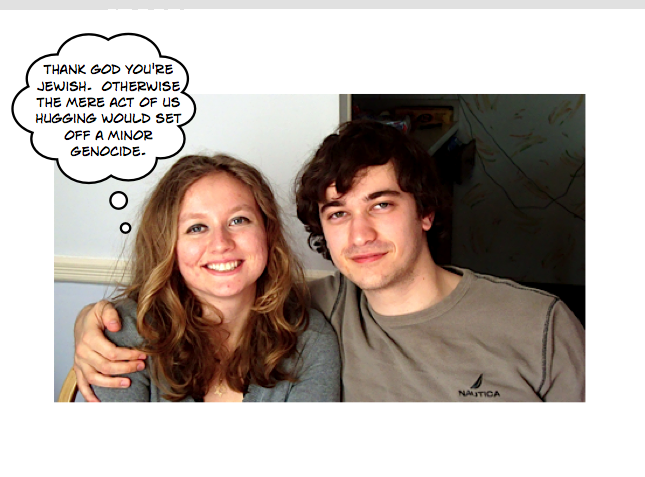 THANK GOD YOU'RE
JEWISH. OTHERWISE
THE MERE ACT OF US
HUGGING WOULD SET
OFF A MINOR
GENOCIDE.
NAUTICA